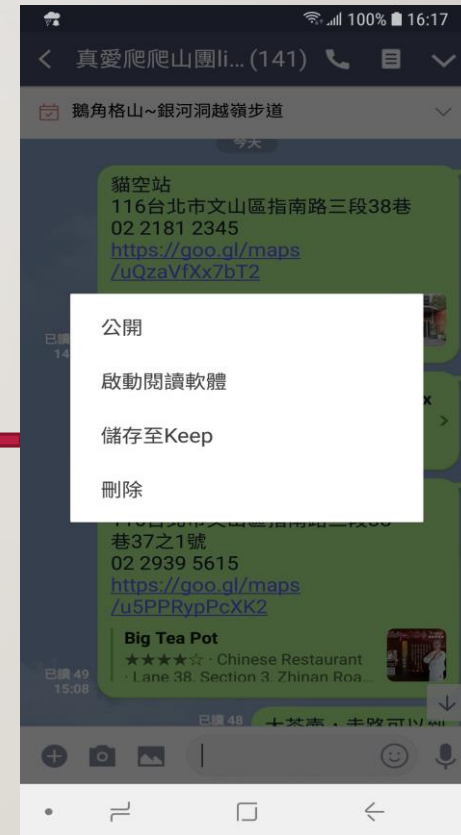 100% 16:17
真愛爬爬山團li... (141)
鵝角格山~銀河洞越嶺步道
今天
貓空站
116台北市文山區指南路三段38巷
02 2181 2345
https://goo.gl/maps
/uQzaVfXx7bT2
已讀
14
公開
啟動閱讀軟體
x
儲存至Keep
刪除
巷37之1號
02 2939 5615
https://goo.gl/maps
/u5PPRypPcXK2
Big Tea Pot
★★★★☆ · Chinese Restaurant
· Lane 38, Section 3, Zhinan Roa...
已讀 49
15:08
已讀 48